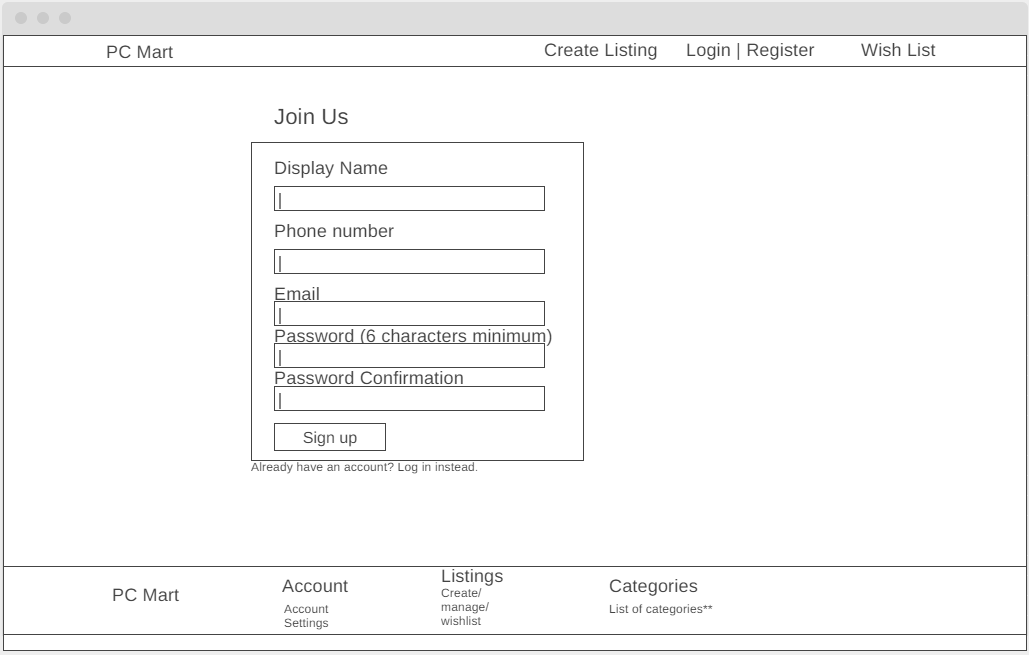 PC Mart
Create Listing
Login | Register
Wish List
Join Us
Display Name
Phone number
Email
Password (6 characters minimum)
Password Confirmation
Sign up
Already have an account? Log in instead.
PC Mart
Account
Account
Settings
Listings
Create/
manage/
wishlist
Categories
List of categories**